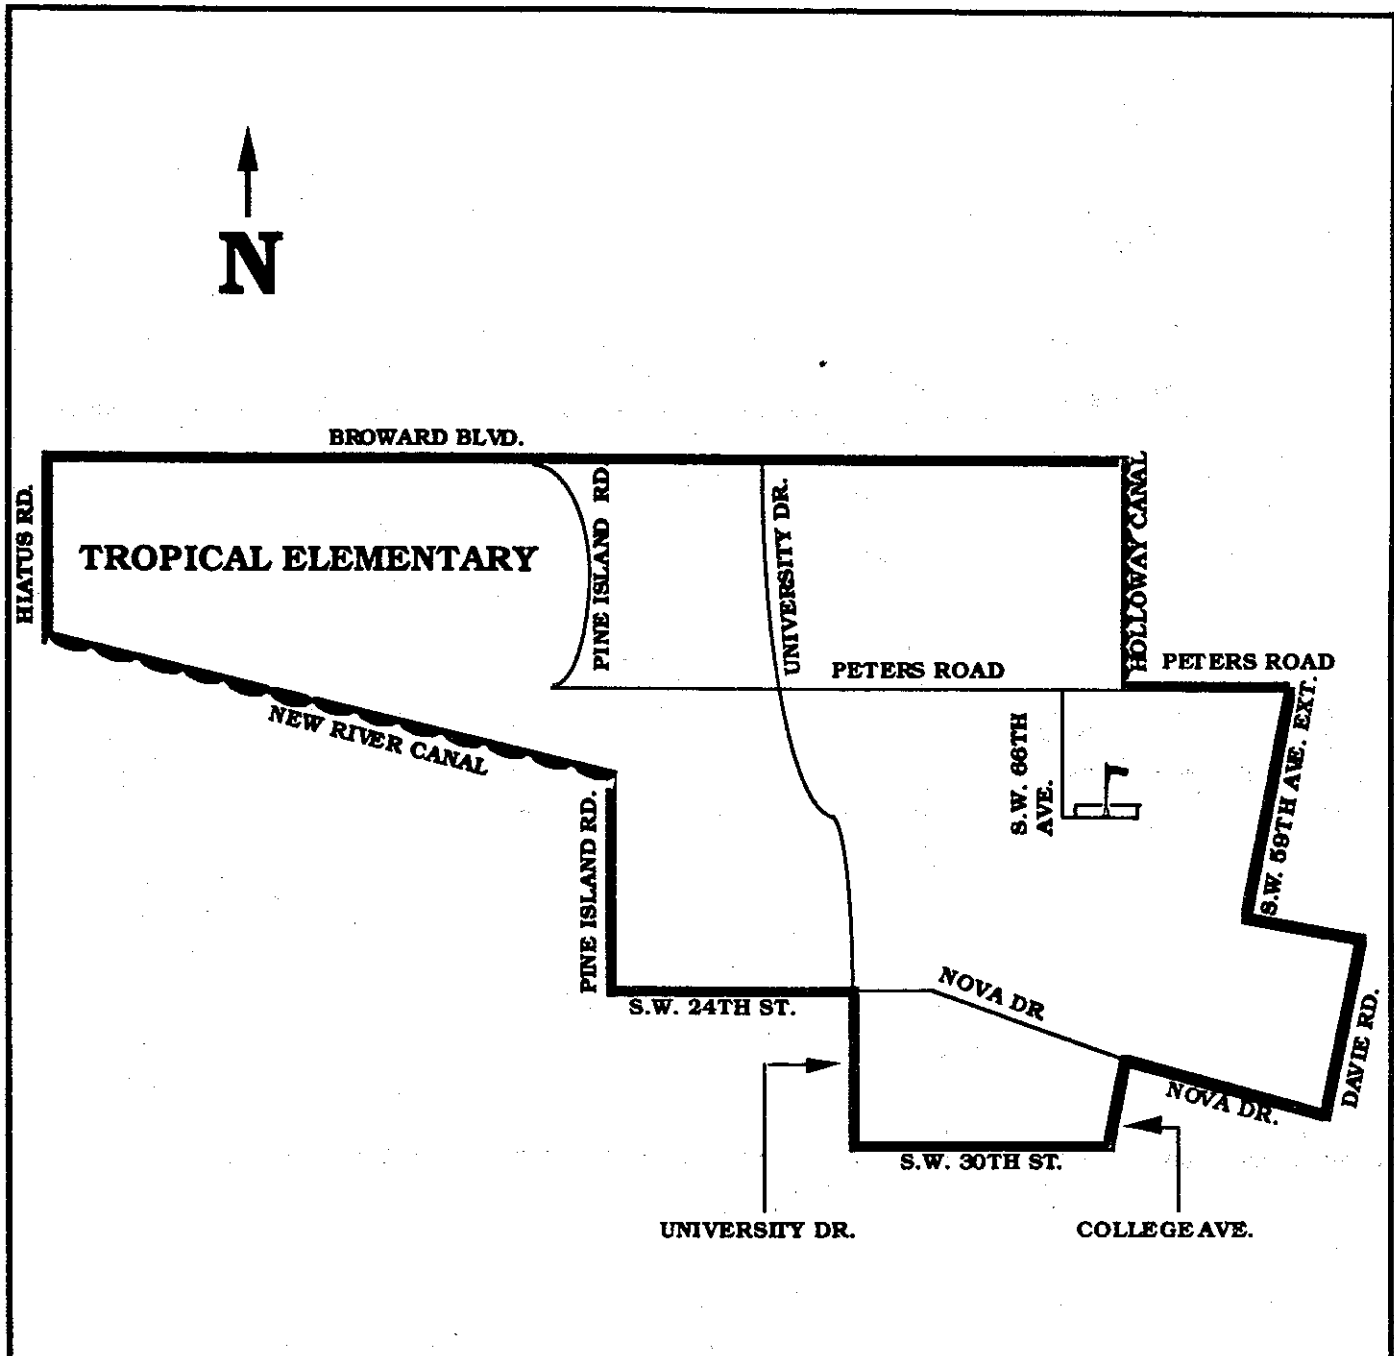 N
BROWARD BLVD.
HIATUS RD.
TROPICAL ELEMENTARY
PINE ISLAND RD
UNIVERSITY DR.
HOLLOWAY CANAL
PETERS ROAD
PETERS ROAD
NEW RIVER CANAL
S.W. 66TH
AVE.
S.W. 59TH AVE. EXT.
PINE ISLAND RD.
S.W. 24TH ST.
NOVA DR
DAVIE RD.
NOVA DR.
S.W. 30TH ST.
UNIVERSITY DR.
COLLEGE AVE.